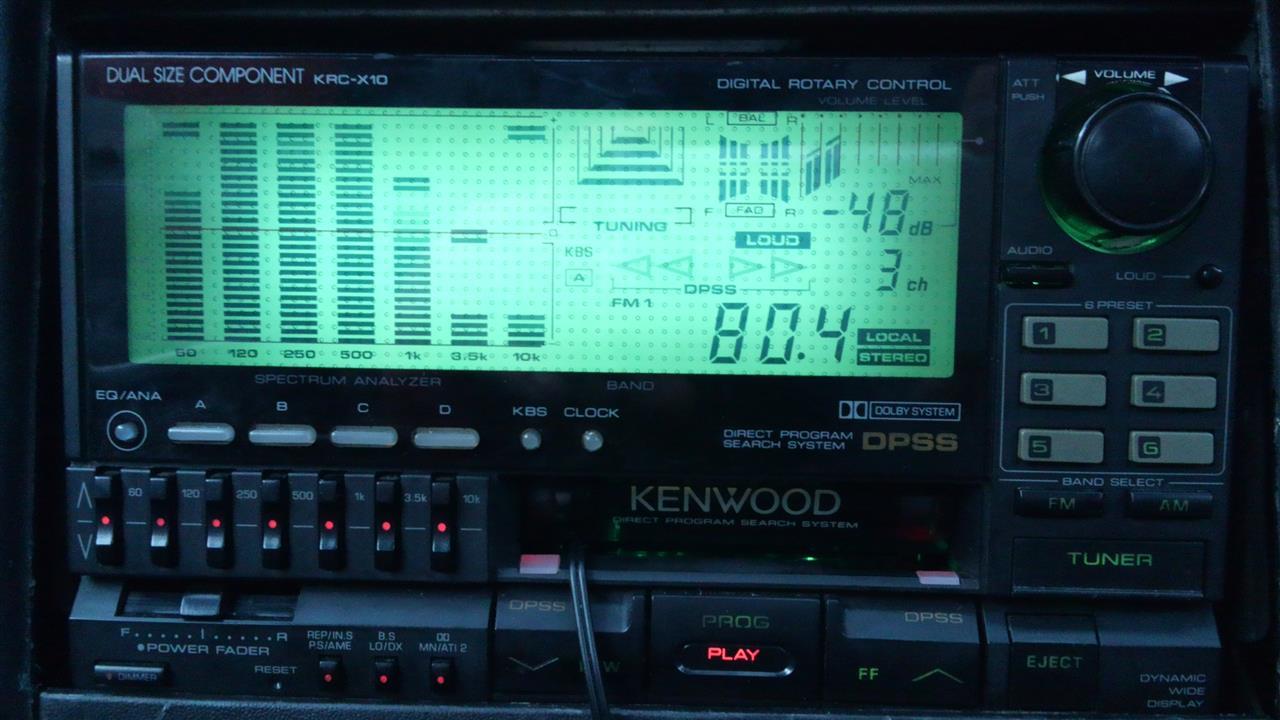 DUAL SIZE COMPONENT KRC-X10
DIGITAL ROTARY CONTROL
VOLUME LEVEL
ATT
PUSH
VOLUME
L BAL R
MAX
F FAD R
-48 dB
TUNING
LOUD
KBS
A
3 ch
DPSS
FM 1
80.4
LOCAL
STEREO
120 250 500 1k 3.5k 10k
SPECTRUM ANALYZER
BAND
AUDIO
LOUD
6 PRESET
1 2
3 4
5 6
BAND SELECT
FM AM
TUNER
EQ/ANA
A B C D
KBS CLOCK
DOLBY SYSTEM
DIRECT PROGRAM
SEARCH SYSTEM
DPSS
60 120 250 500 1k 3.5k 10k
KENWOOD
DIRECT PROGRAM SEARCH SYSTEM
F R
POWER FADER
DIMMER
RESET
REP/IN.S
P.S/AME
B.S
LO/DX
MN/ATI 2
DPSS
PROG
PLAY
DPSS
FF
EJECT
DYNAMIC
WIDE
DISPLAY